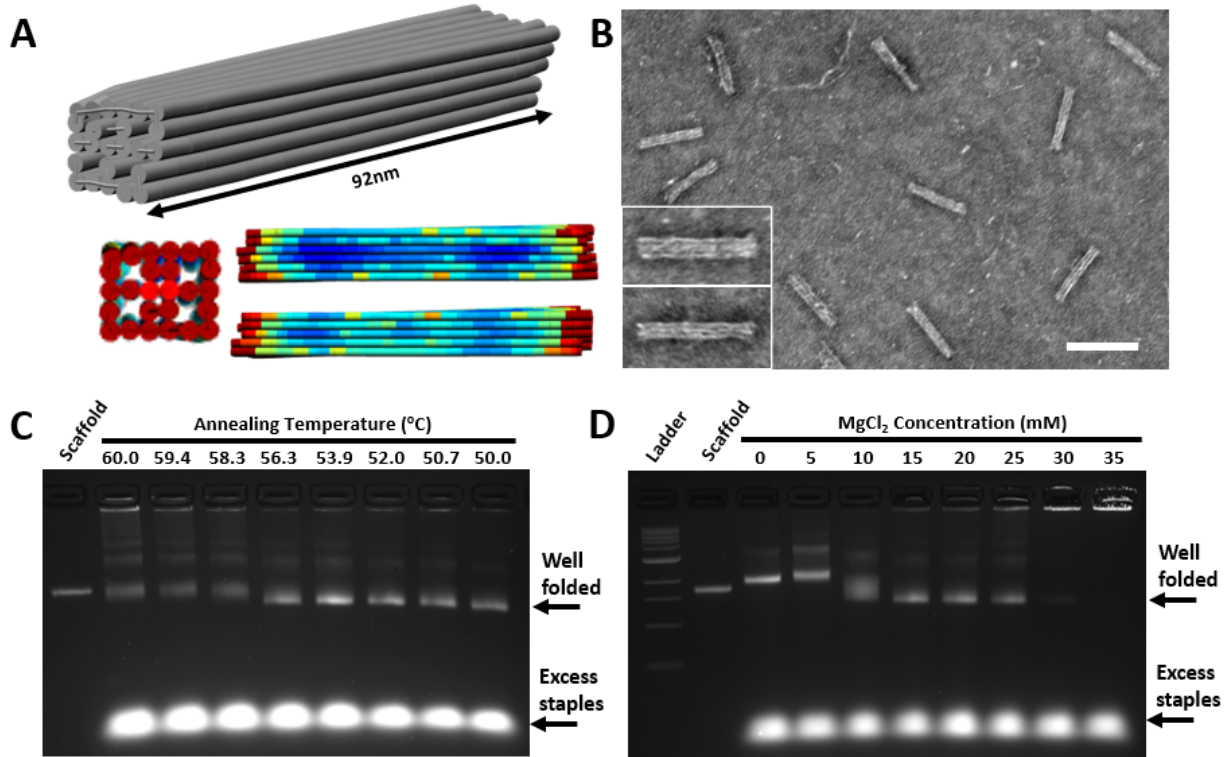 A
92nm
B
C
Scaffold
Annealing Temperature (⁰C)
60.0 59.4 58.3 56.3 53.9 52.0 50.7 50.0
Well
folded
Excess
staples
D
Ladder
Scaffold
MgCl₂ Concentration (mM)
0 5 10 15 20 25 30 35
Well
folded
Excess
staples